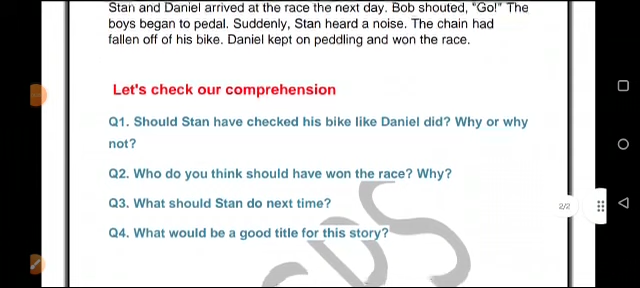 Stan and Daniel arrived at the race the next day. Bob shouted, "Go!" The
boys began to pedal. Suddenly, Stan heard a noise. The chain had
fallen off of his bike. Daniel kept on peddling and won the race.
Let's check our comprehension
Q1. Should Stan have checked his bike like Daniel did? Why or why
not?
Q2. Who do you think should have won the race? Why?
Q3. What should Stan do next time?
2/2
Q4. What would be a good title for this story?